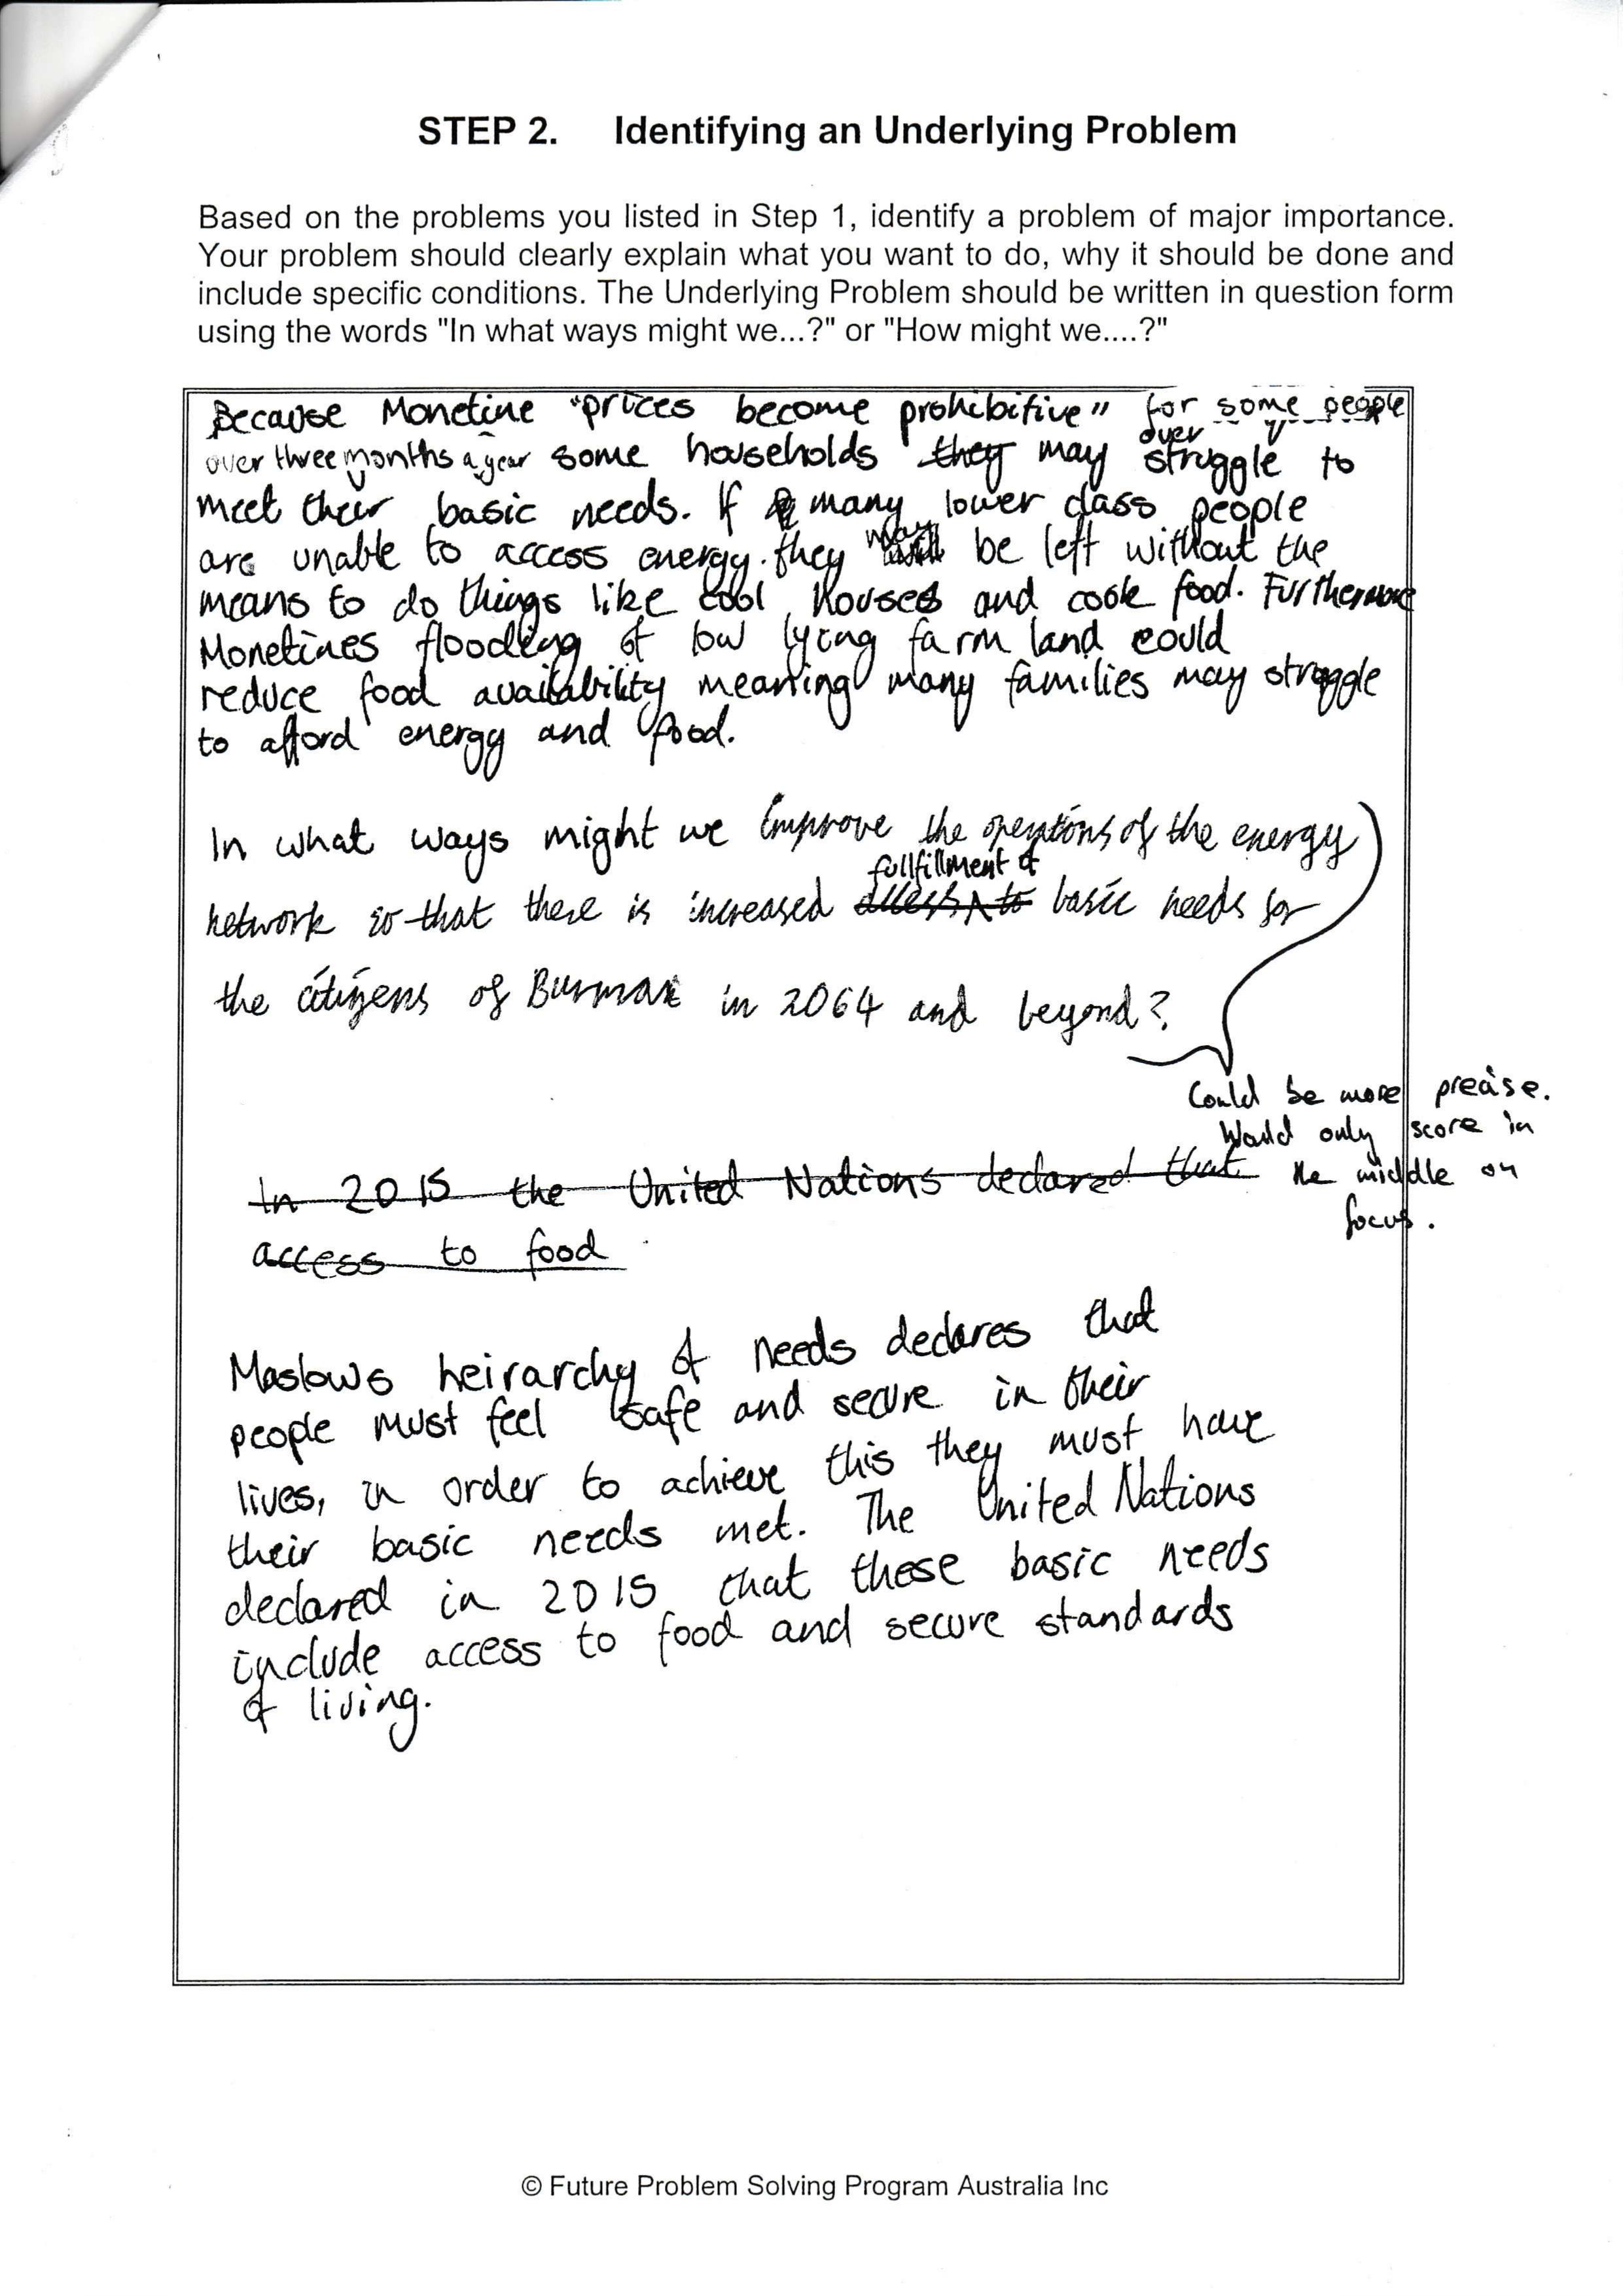 STEP 2. Identifying an Underlying Problem
Based on the problems you listed in Step 1, identify a problem of major importance.
Your problem should clearly explain what you want to do, why it should be done and
include specific conditions. The Underlying Problem should be written in question form
using the words "In what ways might we...?" or "How might we....?"
Because Monetine "prices become prohibitive" for some people
over
over three months a year some households they may struggle to
meet their basic needs. If many lower class people
are unable to access energy. they may be left without the
means to do things like cool houses and cook food. Furthermore
Monetines flooding of low lying farm land could
reduce food availability meaning many families may struggle
to afford energy and food.
In what ways might we improve the operations of the energy
fullfillment of
network so that there is increased access to basic needs for
the citizens of in 2064 and beyond?
Could be more precise.
Would only score in
the middle on
focus.
In 2015 the United Nations declared that
access to food
Maslows heirarchy of needs declares that
people must feel safe and secure in their
lives, in order to achieve this they must have
their basic needs met. The United Nations
declared in 2015 that these basic needs
include access to food and secure standards
of living.
© Future Problem Solving Program Australia Inc